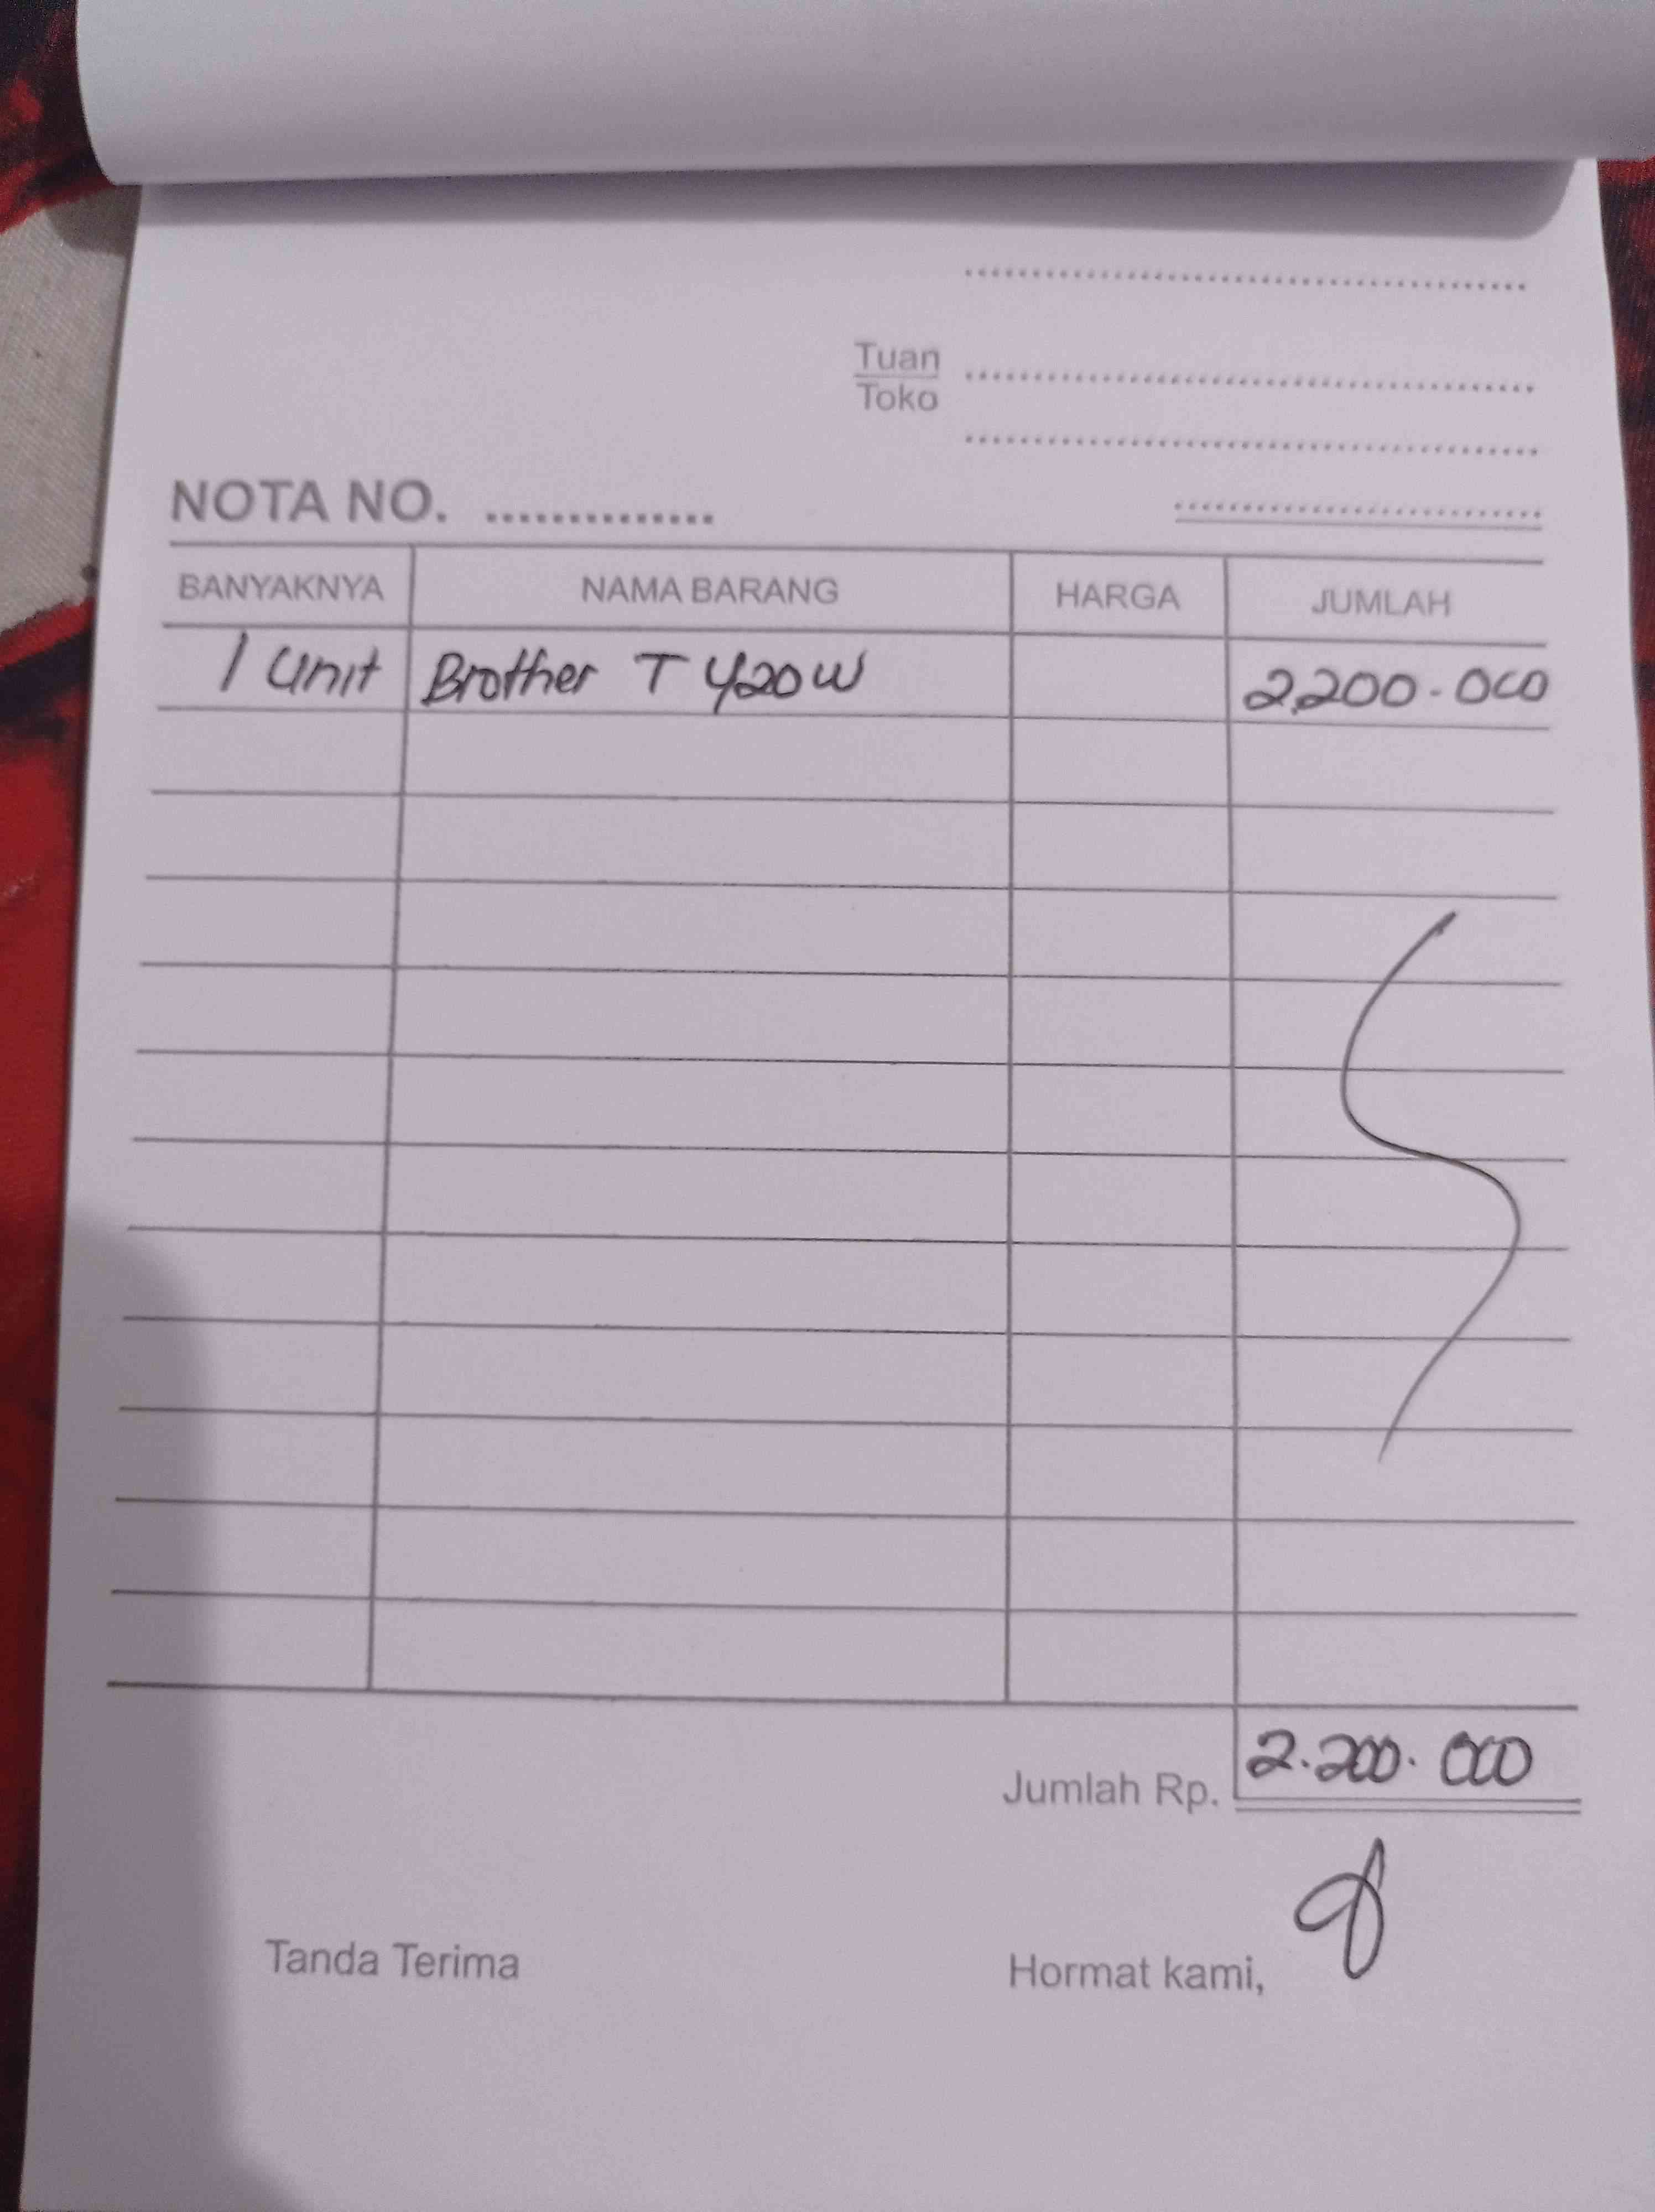 Tuan
Toko
NOTA NO. ..............
BANYAKNYA NAMA BARANG HARGA JUMLAH
1 Unit Brother T 420W 2.200.000
Jumlah Rp. 2.200.000
Tanda Terima Hormat kami,